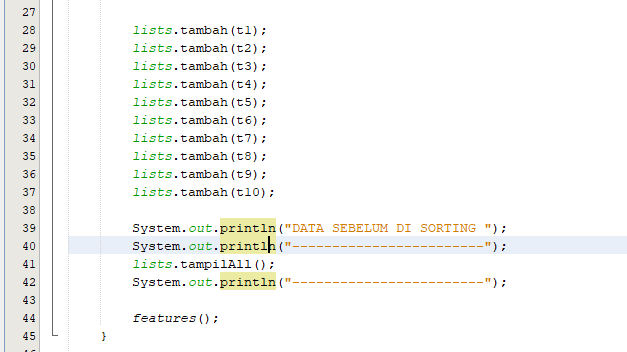 27
28 lists.tambah(t1);
29 lists.tambah(t2);
30 lists.tambah(t3);
31 lists.tambah(t4);
32 lists.tambah(t5);
33 lists.tambah(t6);
34 lists.tambah(t7);
35 lists.tambah(t8);
36 lists.tambah(t9);
37 lists.tambah(t10);
38
39 System.out.println("DATA SEBELUM DI SORTING ");
40 System.out.println("------------------------");
41 lists.tampilAll();
42 System.out.println("------------------------");
43
44 features();
45 }